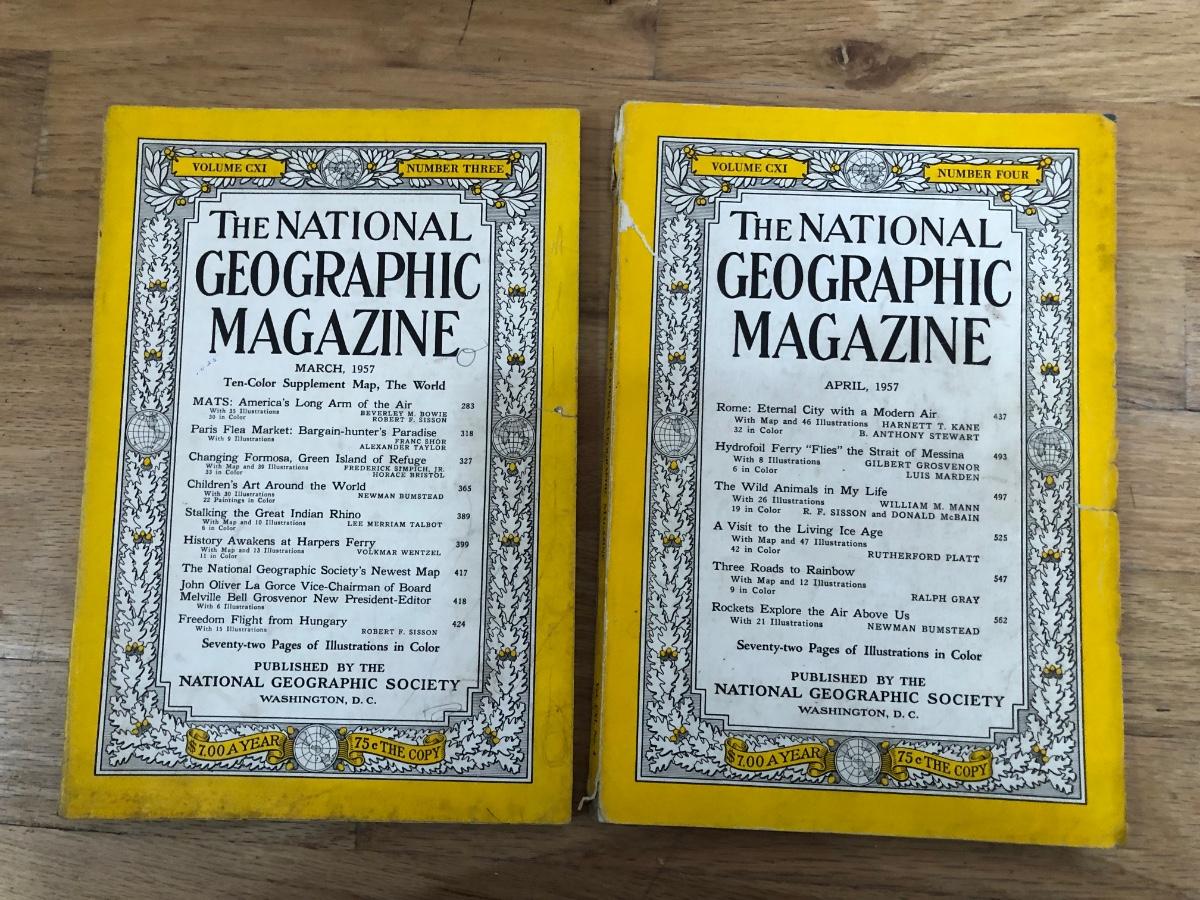 VOLUME CXI
NUMBER THREE
THE NATIONAL
GEOGRAPHIC
MAGAZINE
MARCH, 1957
Ten-Color Supplement Map, The World
MATS: America's Long Arm of the Air 283
With 35 Illustrations BEVERLEY M. BOWIE
30 in Color ROBERT F. SISSON
Paris Flea Market: Bargain-hunter's Paradise 318
With 9 Illustrations FRANC SHOR
ALEXANDER TAYLOR
Changing Formosa, Green Island of Refuge 327
With Map and 39 Illustrations FREDERICK SIMPICH, JR.
33 in Color HORACE BRISTOL
Children's Art Around the World 365
With 30 Illustrations NEWMAN BUMSTEAD
22 Paintings in Color
Stalking the Great Indian Rhino 389
With Map and 10 Illustrations LEE MERRIAM TALBOT
6 in Color
History Awakens at Harpers Ferry 399
With Map and 13 Illustrations VOLKMAR WENTZEL
11 in Color
The National Geographic Society's Newest Map 417
John Oliver La Gorce Vice-Chairman of Board
Melville Bell Grosvenor New President-Editor 418
With 6 Illustrations
Freedom Flight from Hungary 424
With 15 Illustrations ROBERT F. SISSON
Seventy-two Pages of Illustrations in Color
PUBLISHED BY THE
NATIONAL GEOGRAPHIC SOCIETY
WASHINGTON, D. C.
$7.00 A YEAR
75c THE COPY
VOLUME CXI
NUMBER FOUR
THE NATIONAL
GEOGRAPHIC
MAGAZINE
APRIL, 1957
Rome: Eternal City with a Modern Air 437
With Map and 46 Illustrations HARNETT T. KANE
32 in Color B. ANTHONY STEWART
Hydrofoil Ferry "Flies" the Strait of Messina 493
With 8 Illustrations GILBERT GROSVENOR
6 in Color LUIS MARDEN
The Wild Animals in My Life 497
With 26 Illustrations WILLIAM M. MANN
19 in Color R. F. SISSON and DONALD McBAIN
A Visit to the Living Ice Age 525
With Map and 47 Illustrations
42 in Color RUTHERFORD PLATT
Three Roads to Rainbow 547
With Map and 12 Illustrations
9 in Color RALPH GRAY
Rockets Explore the Air Above Us 562
With 21 Illustrations NEWMAN BUMSTEAD
Seventy-two Pages of Illustrations in Color
PUBLISHED BY THE
NATIONAL GEOGRAPHIC SOCIETY
WASHINGTON, D. C.
$7.00 A YEAR
75c THE COPY